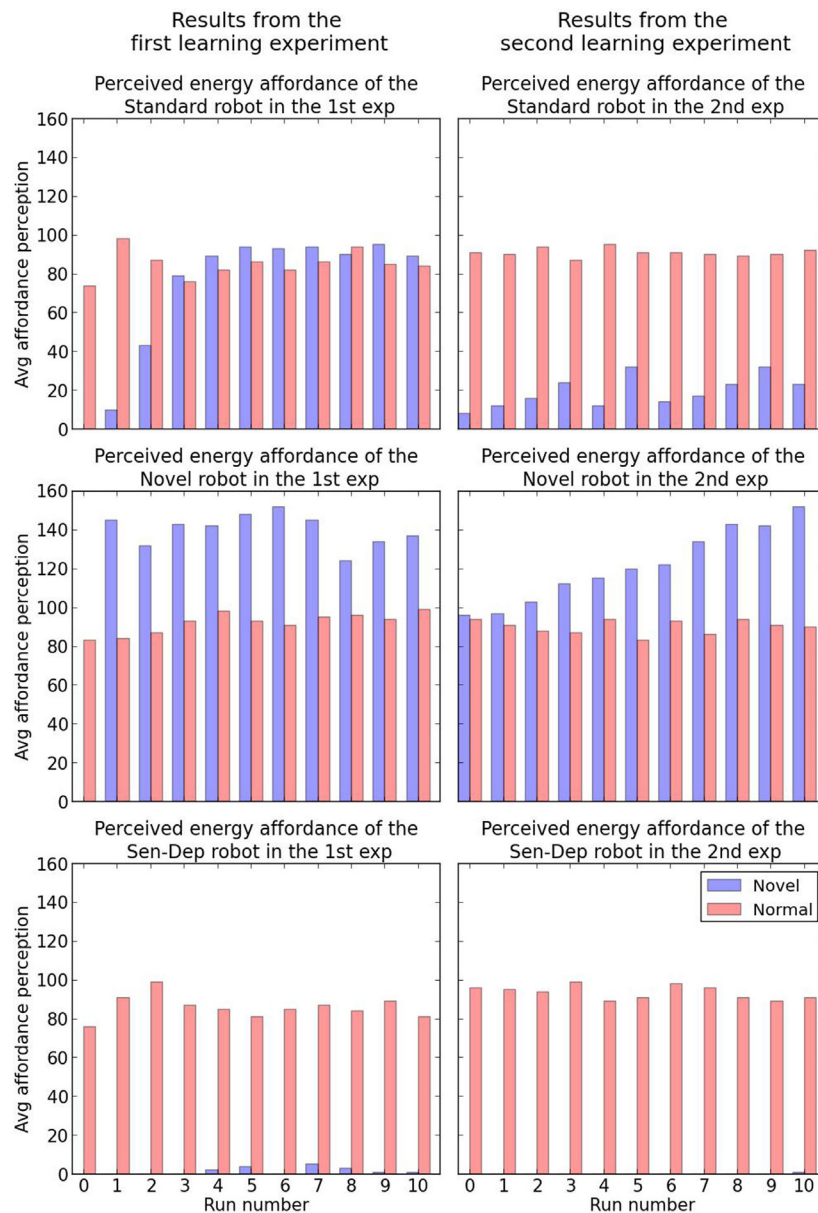 Results from the
first learning experiment
Results from the
second learning experiment
Perceived energy affordance of the
Standard robot in the 1st exp
Perceived energy affordance of the
Standard robot in the 2nd exp
160
140
120
100
80
60
40
20
0
Avg affordance perception
Perceived energy affordance of the
Novel robot in the 1st exp
Perceived energy affordance of the
Novel robot in the 2nd exp
160
140
120
100
80
60
40
20
0
Avg affordance perception
Perceived energy affordance of the
Sen-Dep robot in the 1st exp
Perceived energy affordance of the
Sen-Dep robot in the 2nd exp
160
140
120
100
80
60
40
20
0
Avg affordance perception
Novel
Normal
0 1 2 3 4 5 6 7 8 9 10
Run number
0 1 2 3 4 5 6 7 8 9 10
Run number